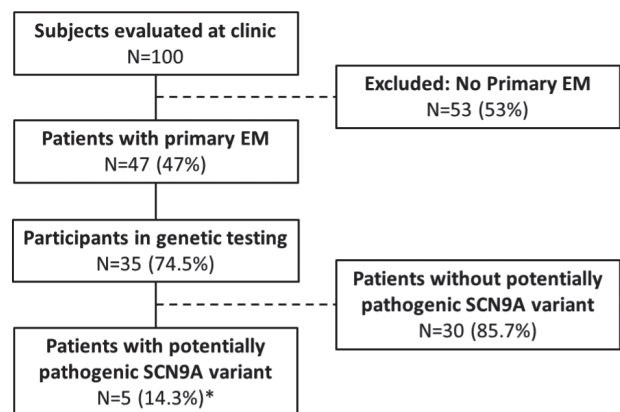 Subjects evaluated at clinic
N=100
Excluded: No Primary EM
N=53 (53%)
Patients with primary EM
N=47 (47%)
Participants in genetic testing
N=35 (74.5%)
Patients without potentially
pathogenic SCN9A variant
N=30 (85.7%)
Patients with potentially
pathogenic SCN9A variant
N=5 (14.3%)*